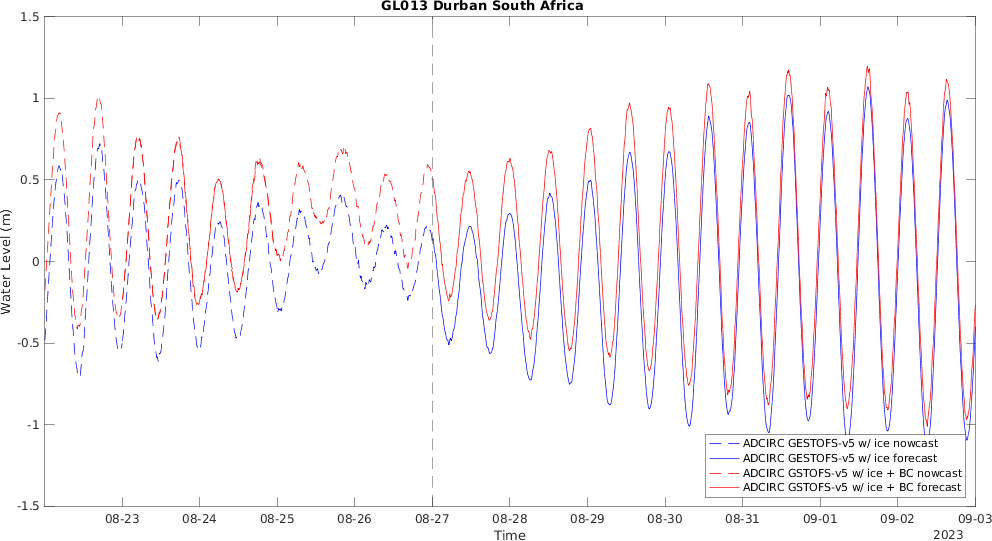 GL013 Durban South Africa
1.5
1
0.5
0
-0.5
-1
-1.5
Water Level (m)
ADCIRC GESTOFS-v5 w/ ice nowcast
ADCIRC GESTOFS-v5 w/ ice forecast
ADCIRC GSTOFS-v5 w/ ice + BC nowcast
ADCIRC GSTOFS-v5 w/ ice + BC forecast
08-23 08-24 08-25 08-26 08-27 08-28 08-29 08-30 08-31 09-01 09-02 09-03
Time
2023